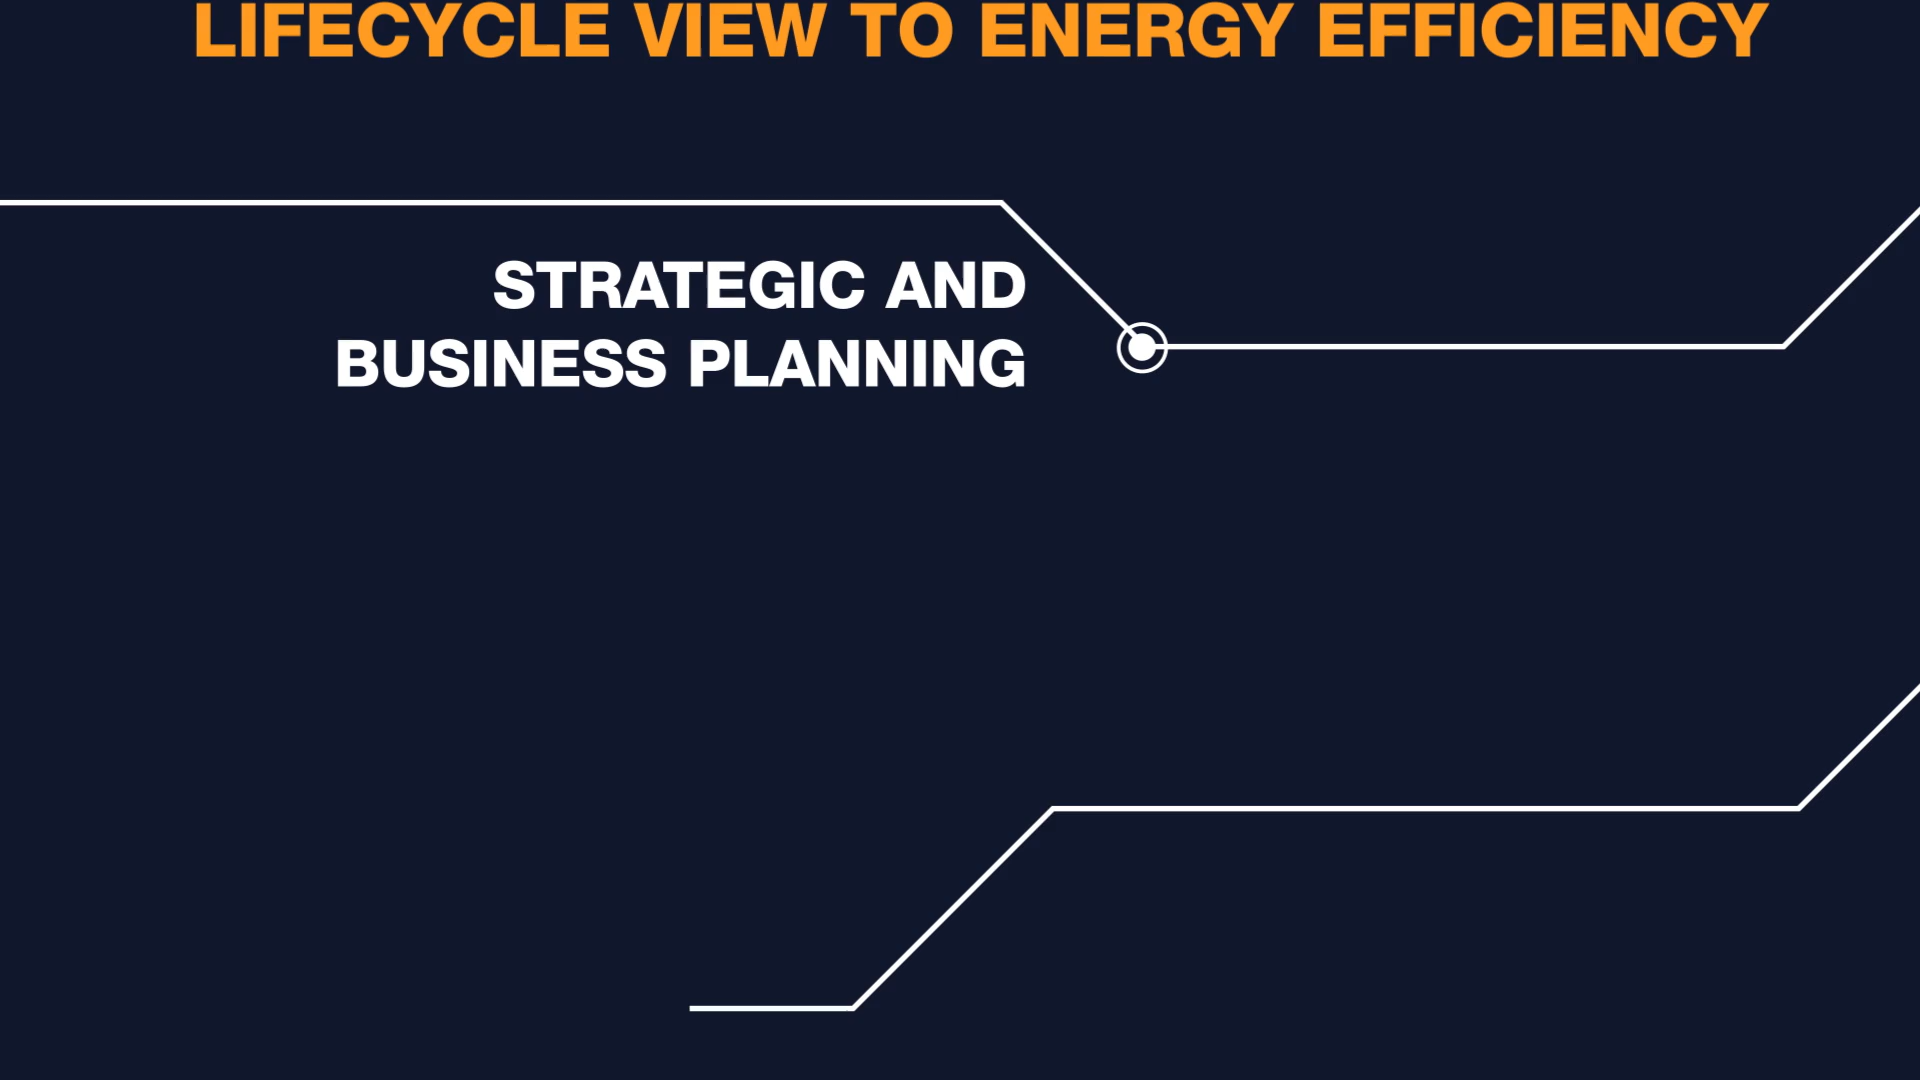 LIFECYCLE VIEW TO ENERGY EFFICIENCY
STRATEGIC AND
BUSINESS PLANNING